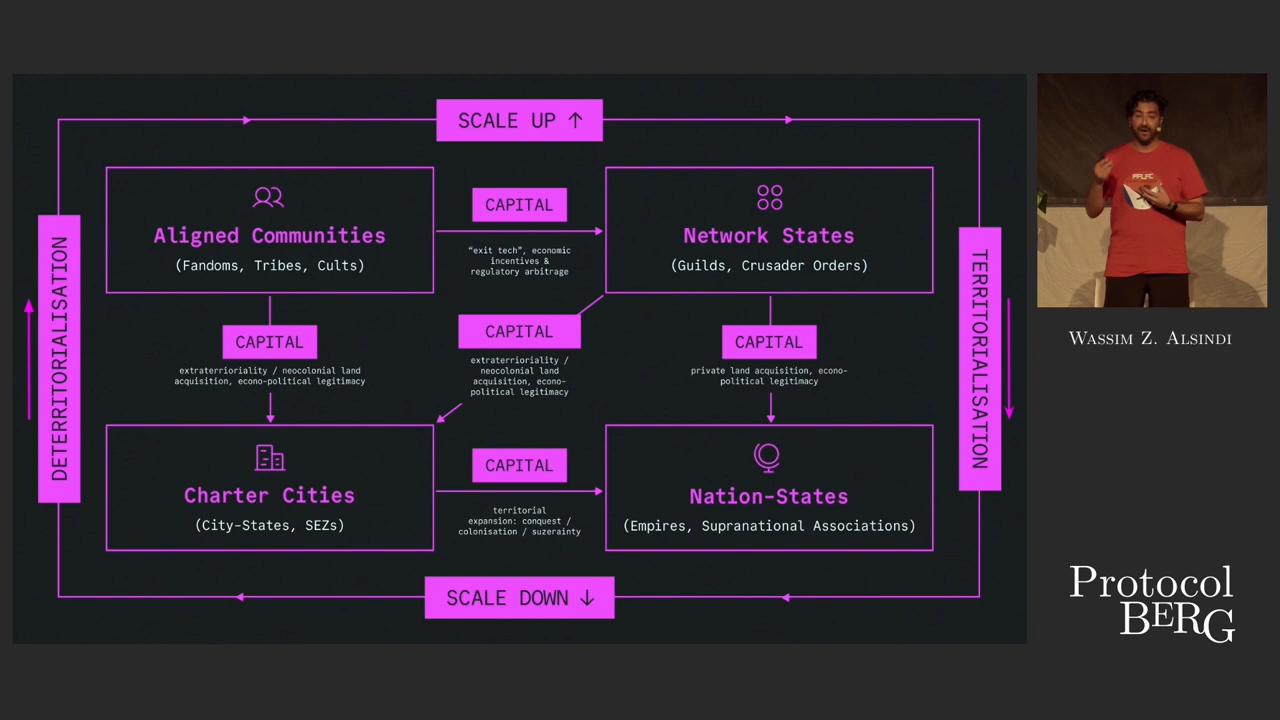 SCALE UP ↑
Aligned Communities
(Fandoms, Tribes, Cults)
CAPITAL
"exit tech", economic
incentives &
regulatory arbitrage
Network States
(Guilds, Crusader Orders)
DETERRITORIALISATION
TERRITORIALISATION
CAPITAL
extraterrioriality / neocolonial land
acquisition, econo-political legitimacy
CAPITAL
extraterrioriality /
neocolonial land
acquisition, econo-
political legitimacy
CAPITAL
private land acquisition, econo-
political legitimacy
Charter Cities
(City-States, SEZs)
CAPITAL
territorial
expansion: conquest /
colonisation / suzerainty
Nation-States
(Empires, Supranational Associations)
SCALE DOWN ↓
Wassim Z. Alsindi
Protocol
BERG